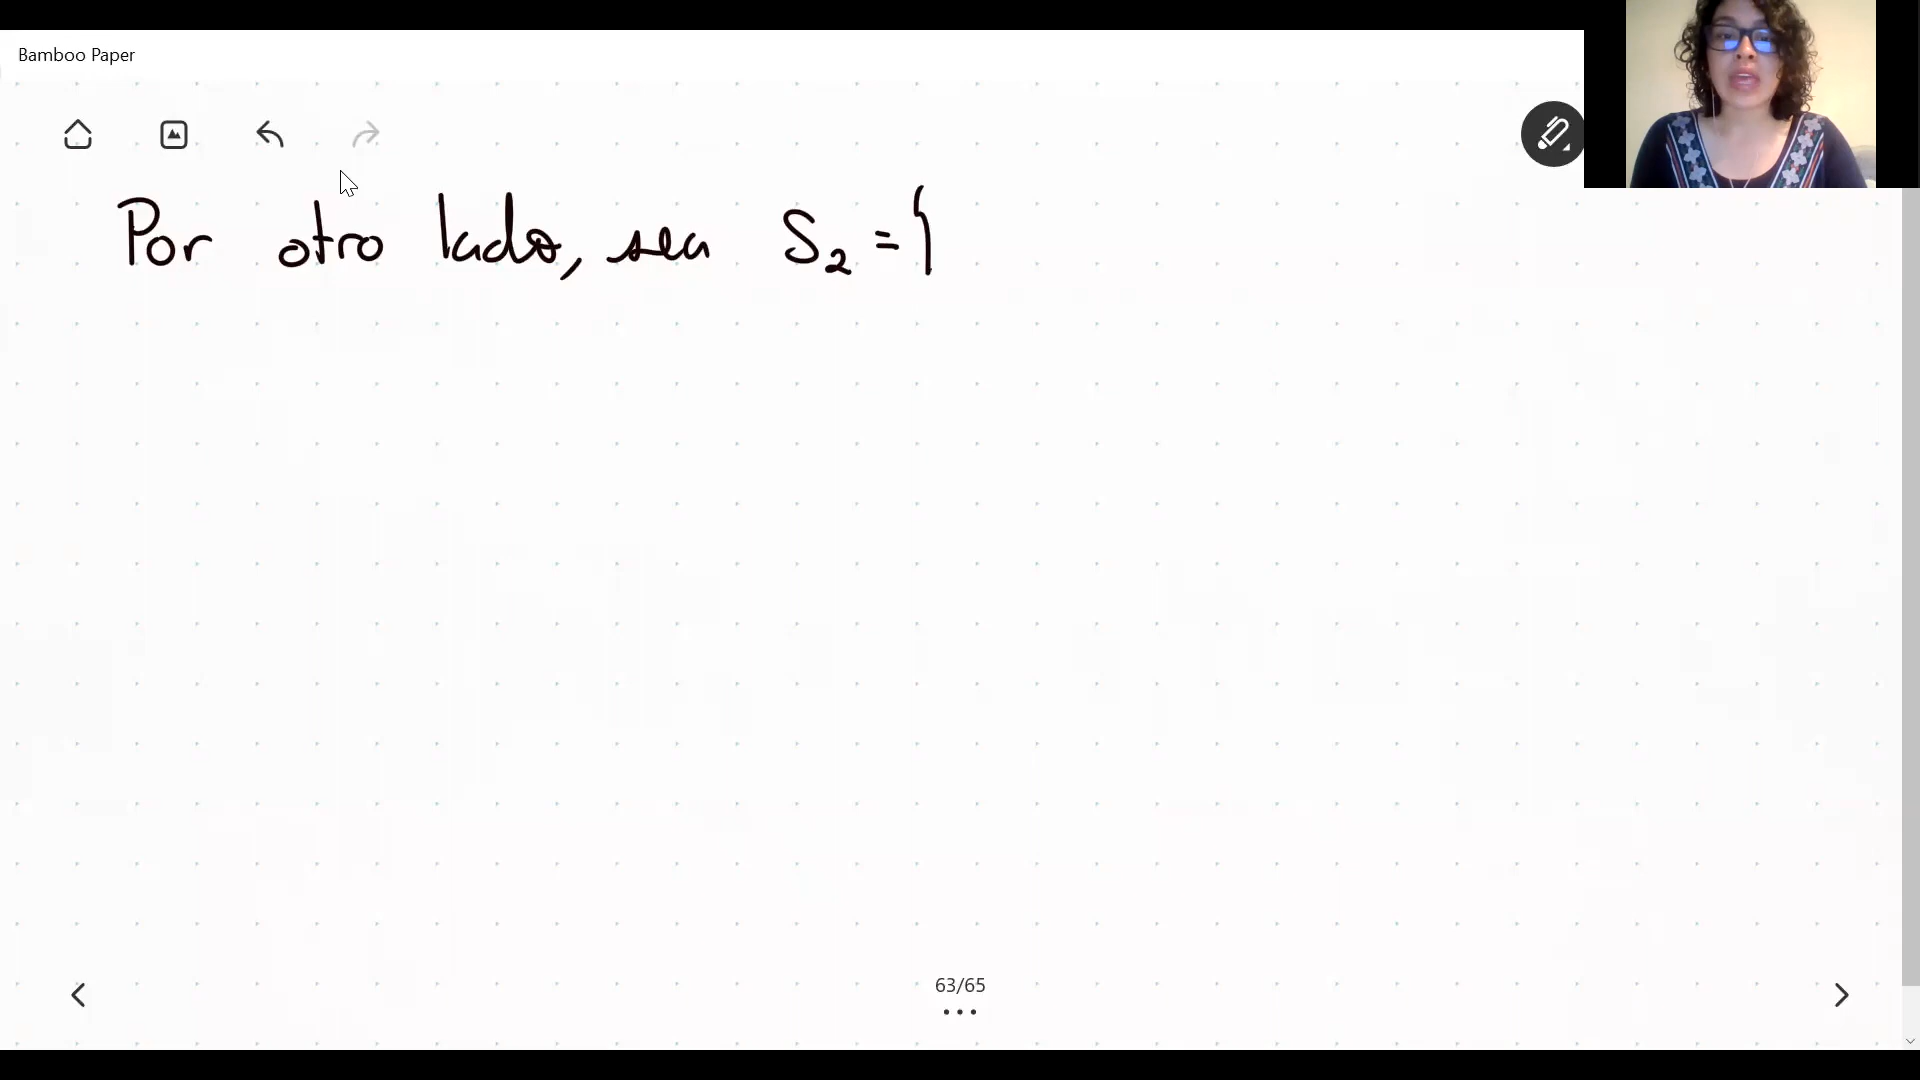 Bamboo Paper
Por otro lado, sea S₂ = {
63/65